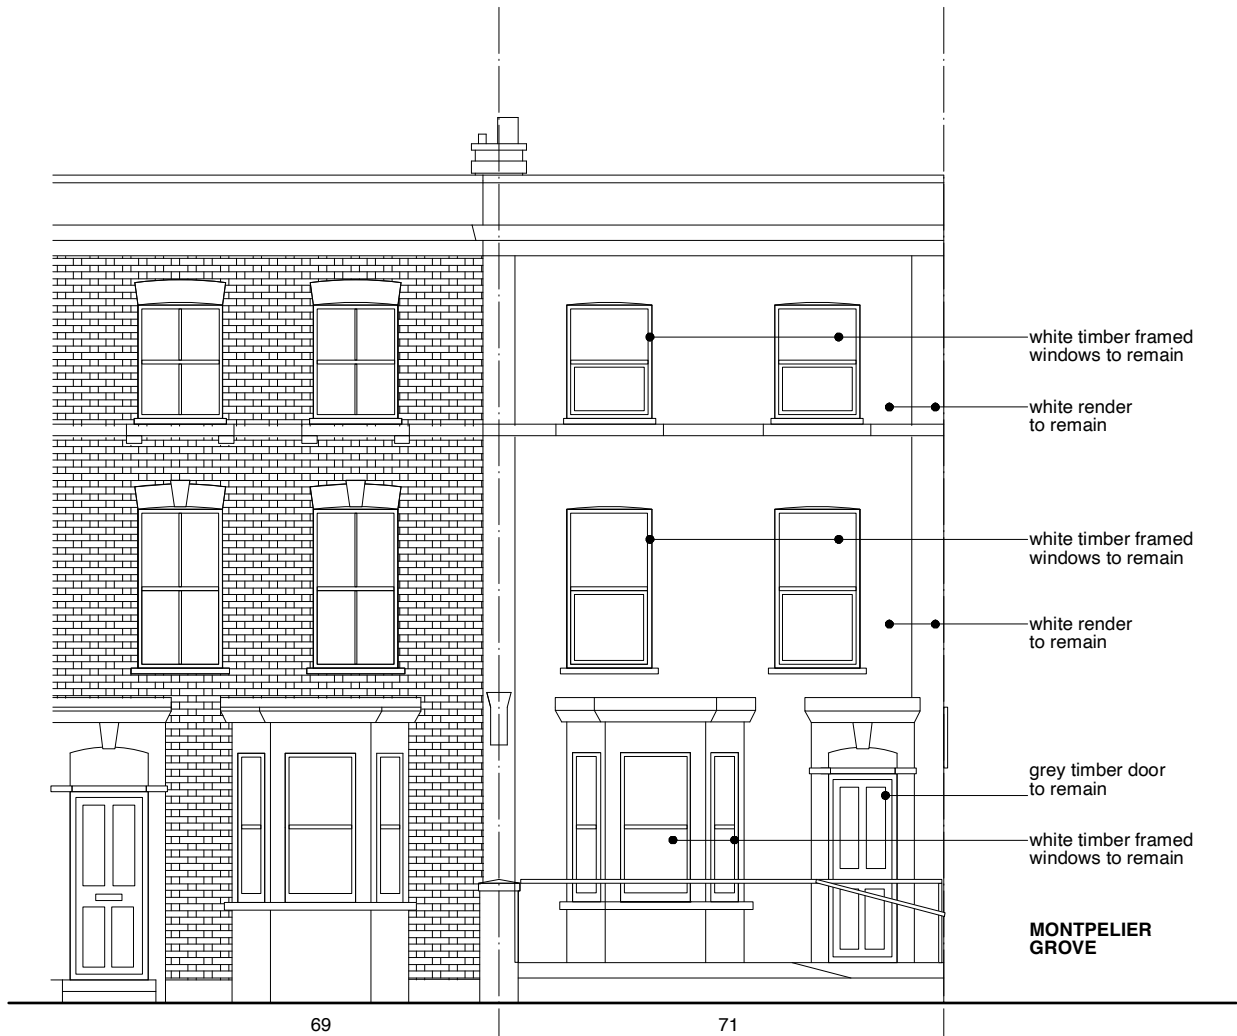 white timber framed
windows to remain
white render
to remain
white timber framed
windows to remain
white render
to remain
grey timber door
to remain
white timber framed
windows to remain
MONTPELIER
GROVE
69
71